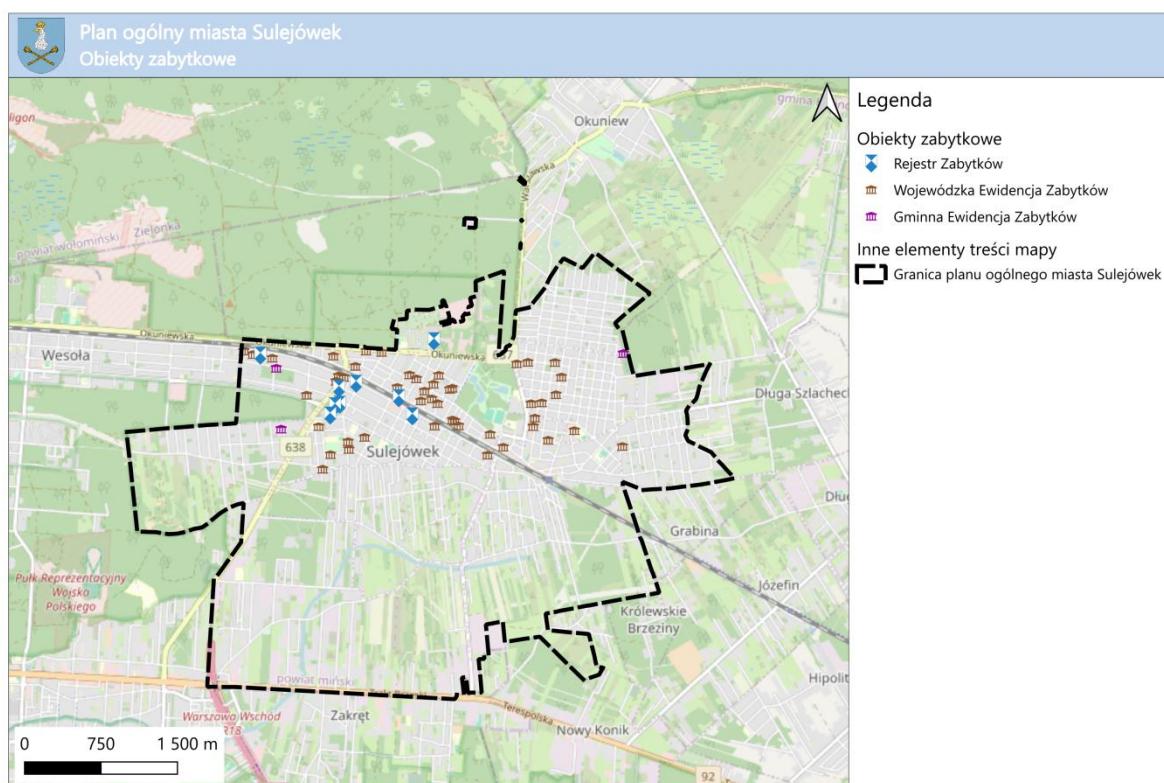 Plan ogólny miasta Sulejówek
Obiekty zabytkowe
Legenda
Obiekty zabytkowe
Rejestr Zabytków
Wojewódzka Ewidencja Zabytków
Gminna Ewidencja Zabytków
Inne elementy treści mapy
Granica planu ogólnego miasta Sulejówek
Okuniew
powiat wołomiński
Zielonka
Okuniewska
Wesoła
Okuniewska
Długa Szlachec
638
Sulejówek
Grabina
Pułk Reprezentacyjny
Wojska
Polskiego
Józefin
Królewskie
Brzeziny
powiat miński
Hipolit
Warszawa Wschód
Zakręt
Terespolska
Nowy Konik
92
0 750 1 500 m